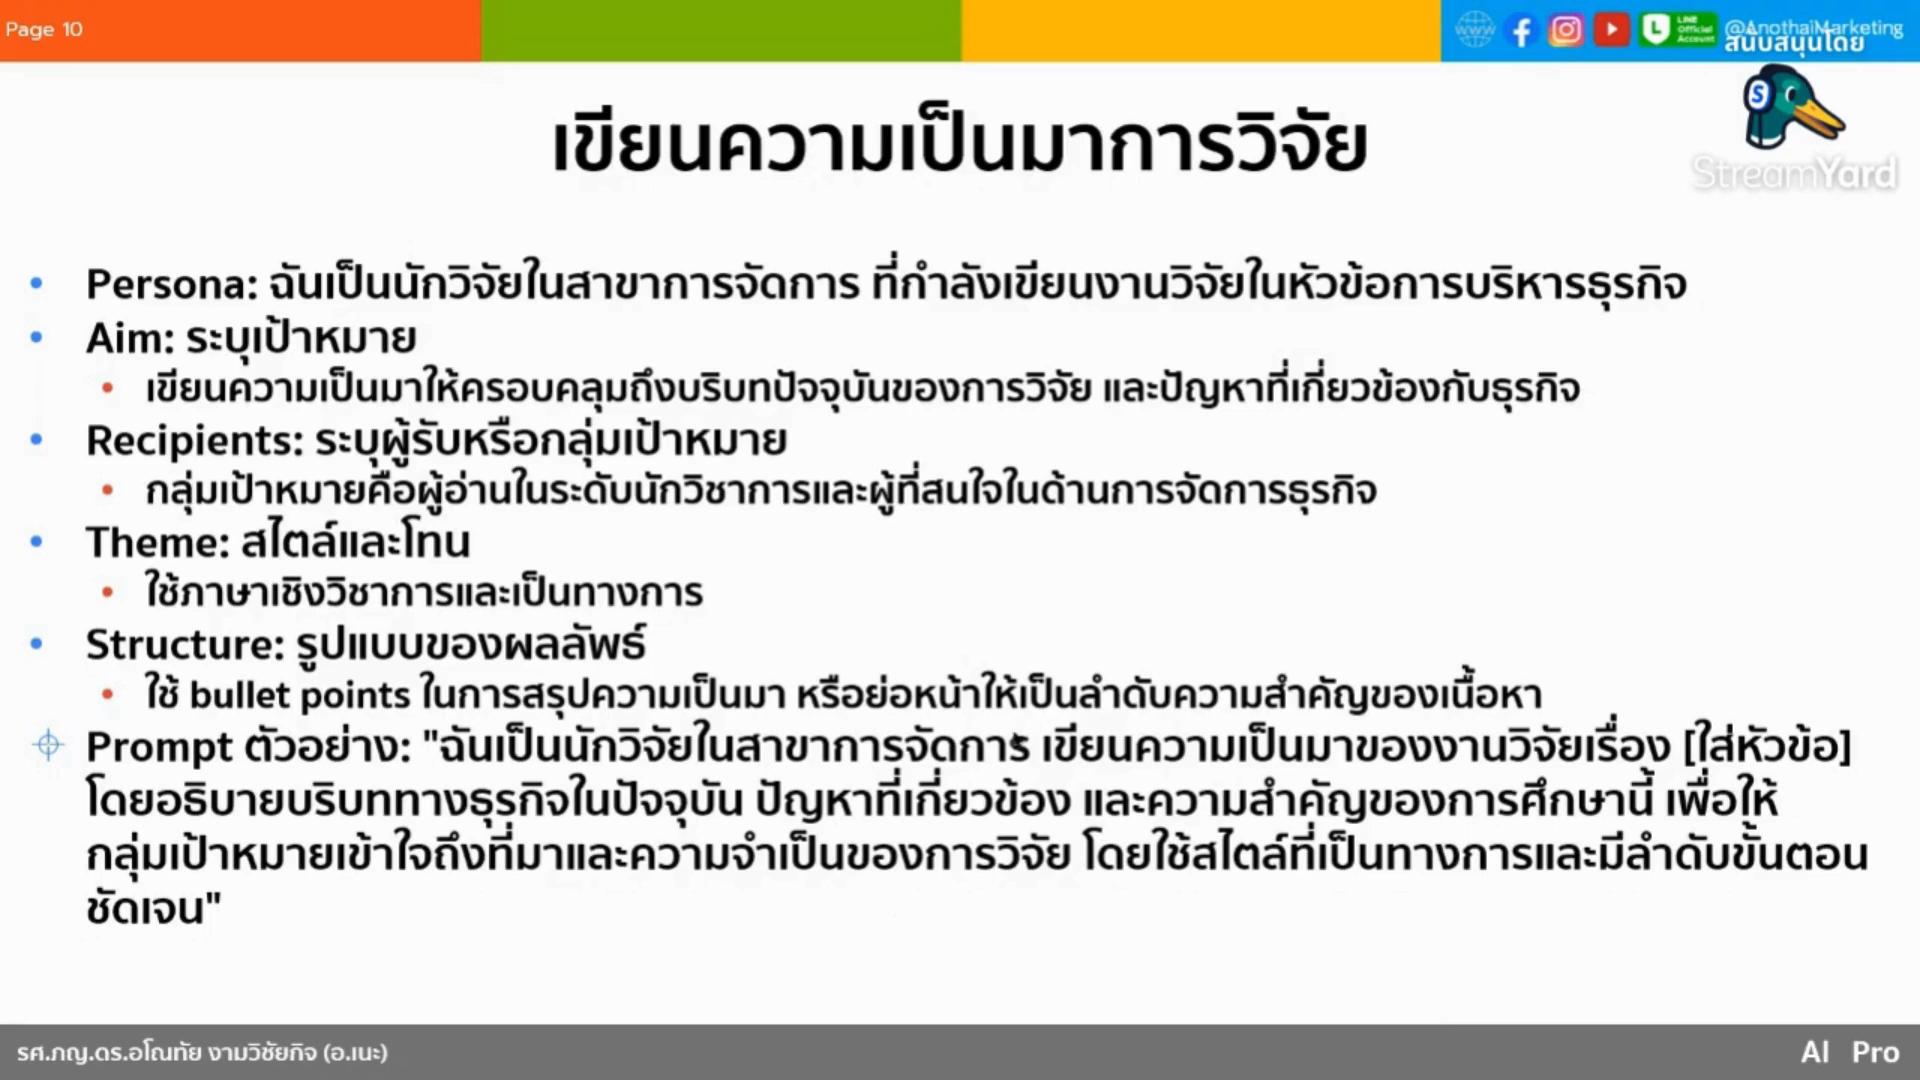 Page 10
www
LINE Official Account
@AnothaiMarketing
สนับสนุนโดย
S
StreamYard
เขียนความเป็นมาการวิจัย
Persona: ฉันเป็นนักวิจัยในสาขาการจัดการ ที่กำลังเขียนงานวิจัยในหัวข้อการบริหารธุรกิจ
Aim: ระบุเป้าหมาย
เขียนความเป็นมาให้ครอบคลุมถึงบริบทปัจจุบันของการวิจัย และปัญหาที่เกี่ยวข้องกับธุรกิจ
Recipients: ระบุผู้รับหรือกลุ่มเป้าหมาย
กลุ่มเป้าหมายคือผู้อ่านในระดับนักวิชาการและผู้ที่สนใจในด้านการจัดการธุรกิจ
Theme: สไตล์และโทน
ใช้ภาษาเชิงวิชาการและเป็นทางการ
Structure: รูปแบบของผลลัพธ์
ใช้ bullet points ในการสรุปความเป็นมา หรือย่อหน้าให้เป็นลำดับความสำคัญของเนื้อหา
Prompt ตัวอย่าง: "ฉันเป็นนักวิจัยในสาขาการจัดการ เขียนความเป็นมาของงานวิจัยเรื่อง [ใส่หัวข้อ]
โดยอธิบายบริบททางธุรกิจในปัจจุบัน ปัญหาที่เกี่ยวข้อง และความสำคัญของการศึกษานี้ เพื่อให้
กลุ่มเป้าหมายเข้าใจถึงที่มาและความจำเป็นของการวิจัย โดยใช้สไตล์ที่เป็นทางการและมีลำดับขั้นตอน
ชัดเจน"
รศ.ภญ.ดร.อโณทัย งามวิชัยกิจ (อ.เนะ)
AI Pro